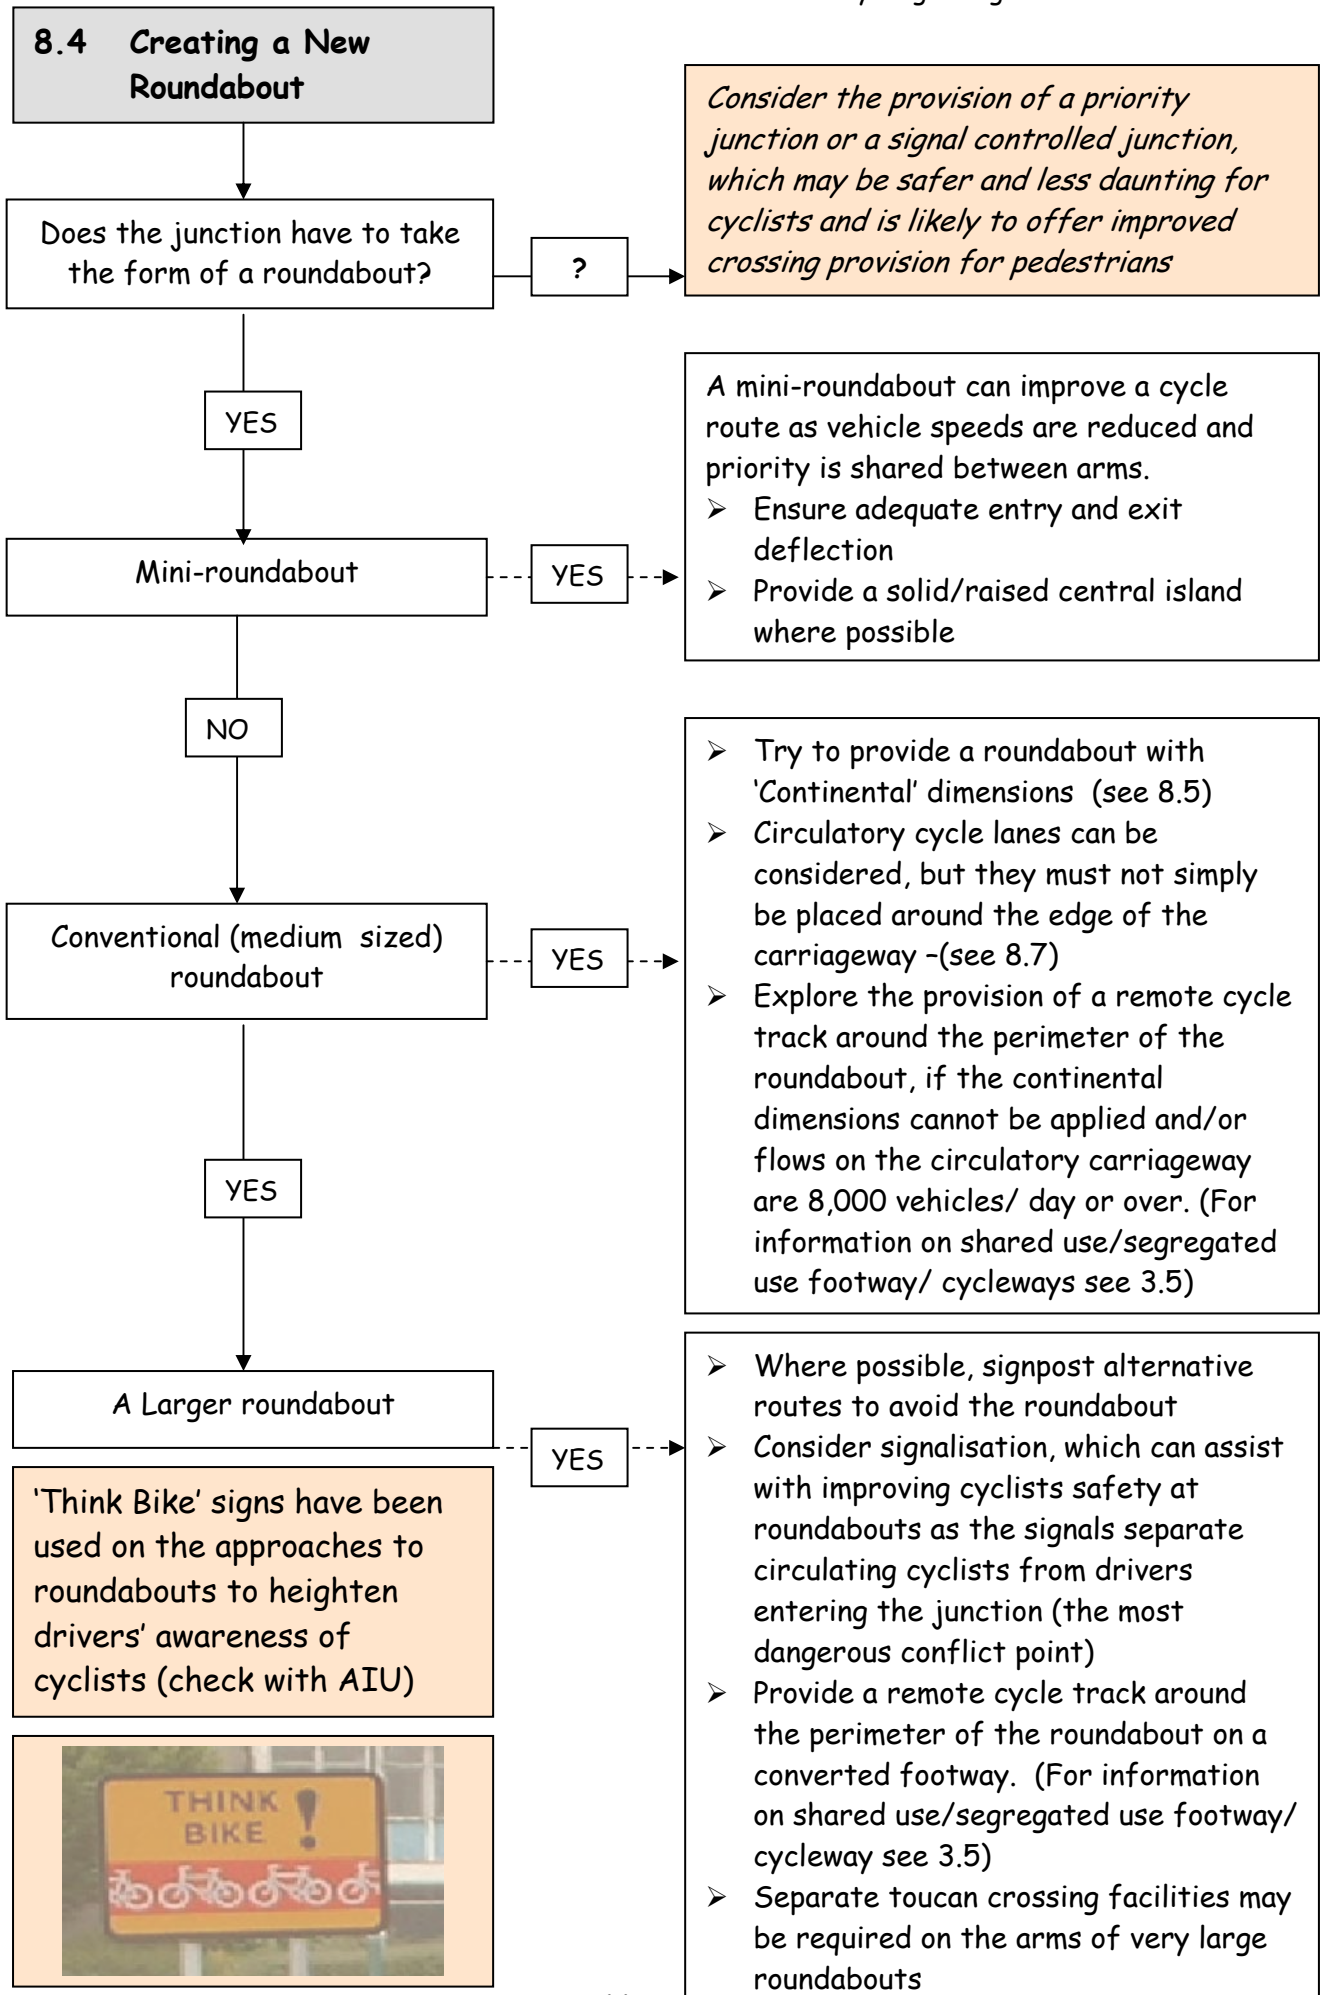 8.4 Creating a New
Roundabout
Consider the provision of a priority
junction or a signal controlled junction,
which may be safer and less daunting for
cyclists and is likely to offer improved
crossing provision for pedestrians
Does the junction have to take
the form of a roundabout?
?
YES
A mini-roundabout can improve a cycle
route as vehicle speeds are reduced and
priority is shared between arms.
➢ Ensure adequate entry and exit
deflection
➢ Provide a solid/raised central island
where possible
Mini-roundabout
YES
NO
➢ Try to provide a roundabout with
‘Continental’ dimensions (see 8.5)
➢ Circulatory cycle lanes can be
considered, but they must not simply
be placed around the edge of the
carriageway –(see 8.7)
➢ Explore the provision of a remote cycle
track around the perimeter of the
roundabout, if the continental
dimensions cannot be applied and/or
flows on the circulatory carriageway
are 8,000 vehicles/ day or over. (For
information on shared use/segregated
use footway/ cycleways see 3.5)
Conventional (medium sized)
roundabout
YES
YES
A Larger roundabout
YES
➢ Where possible, signpost alternative
routes to avoid the roundabout
➢ Consider signalisation, which can assist
with improving cyclists safety at
roundabouts as the signals separate
circulating cyclists from drivers
entering the junction (the most
dangerous conflict point)
➢ Provide a remote cycle track around
the perimeter of the roundabout on a
converted footway. (For information
on shared use/segregated use footway/
cycleway see 3.5)
➢ Separate toucan crossing facilities may
be required on the arms of very large
roundabouts
‘Think Bike’ signs have been
used on the approaches to
roundabouts to heighten
drivers’ awareness of
cyclists (check with AIU)
THINK
BIKE !